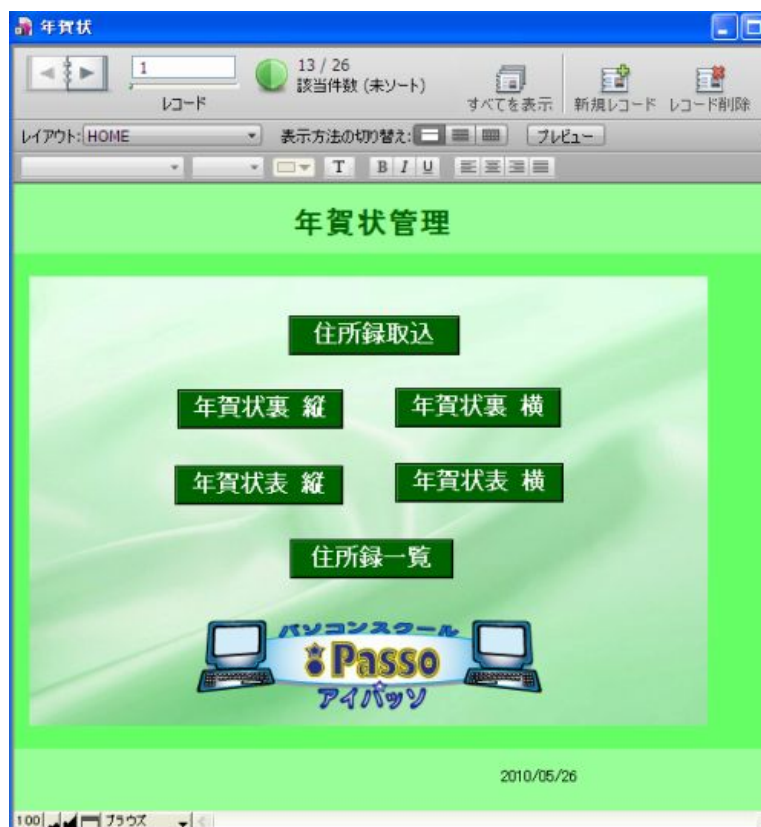 年賀状
1
13 / 26
該当件数 (未ソート)
レコード
すべてを表示
新規レコード
レコード削除
レイアウト: HOME
表示方法の切り替え:
プレビュー
T B I U
年賀状管理
住所録取込
年賀状裏 縦
年賀状裏 横
年賀状表 縦
年賀状表 横
住所録一覧
パソコンスクール
iPasso
アイパッソ
2010/05/26
100
ブラウズ